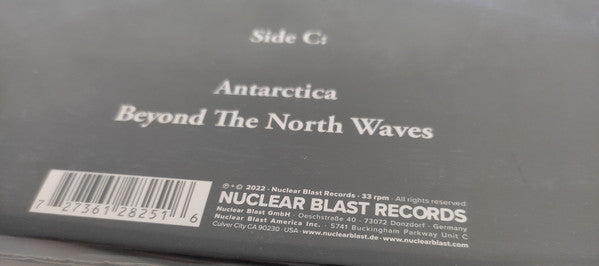 Side C:
Antarctica
Beyond The North Waves
℗ + © 2022 · Nuclear Blast Records · 33 rpm · All rights reserved
NUCLEAR BLAST RECORDS
Nuclear Blast GmbH · Oeschstraße 40 · 73072 Donzdorf · Germany
Nuclear Blast America Inc. · 5741 Buckingham Parkway Unit C
Culver City CA 90230 · USA · www.nuclearblast.de · www.nuclearblast.com
7 27361 28251 6